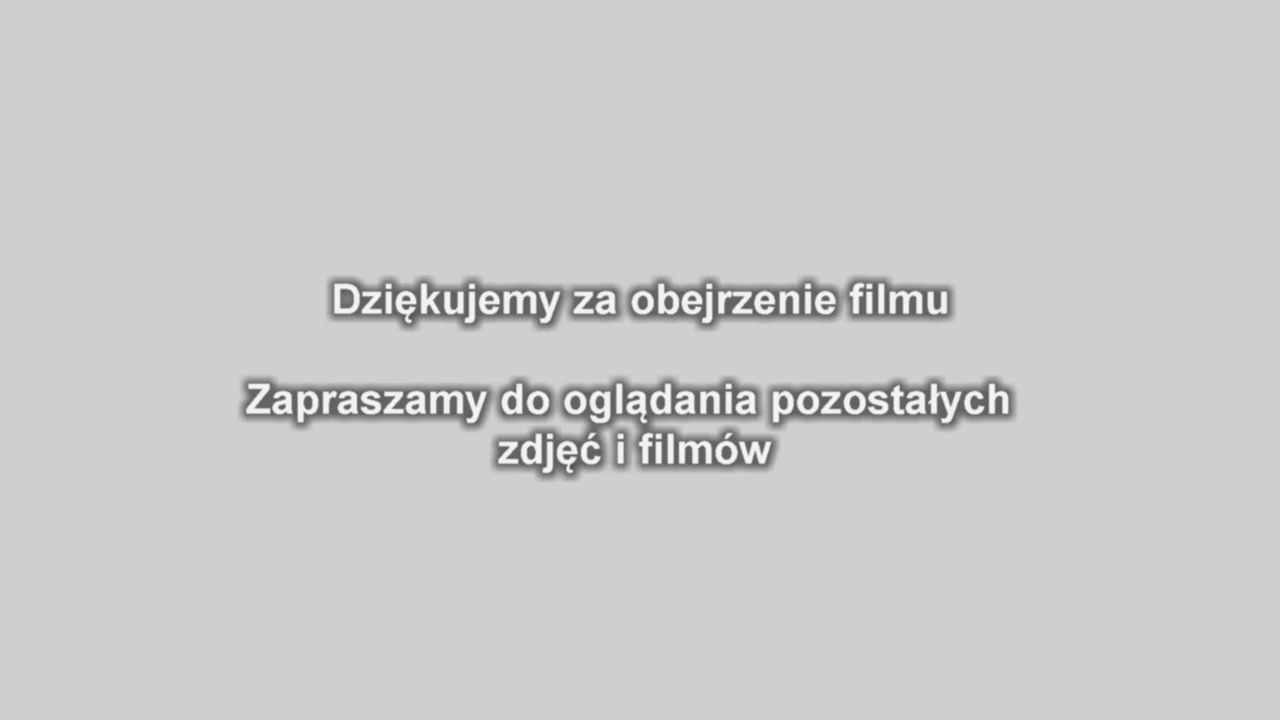 Dziękujemy za obejrzenie filmu
Zapraszamy do oglądania pozostałych
zdjęć i filmów